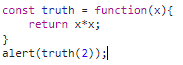 const truth = function(x){
    return x*x;
}
alert(truth(2));